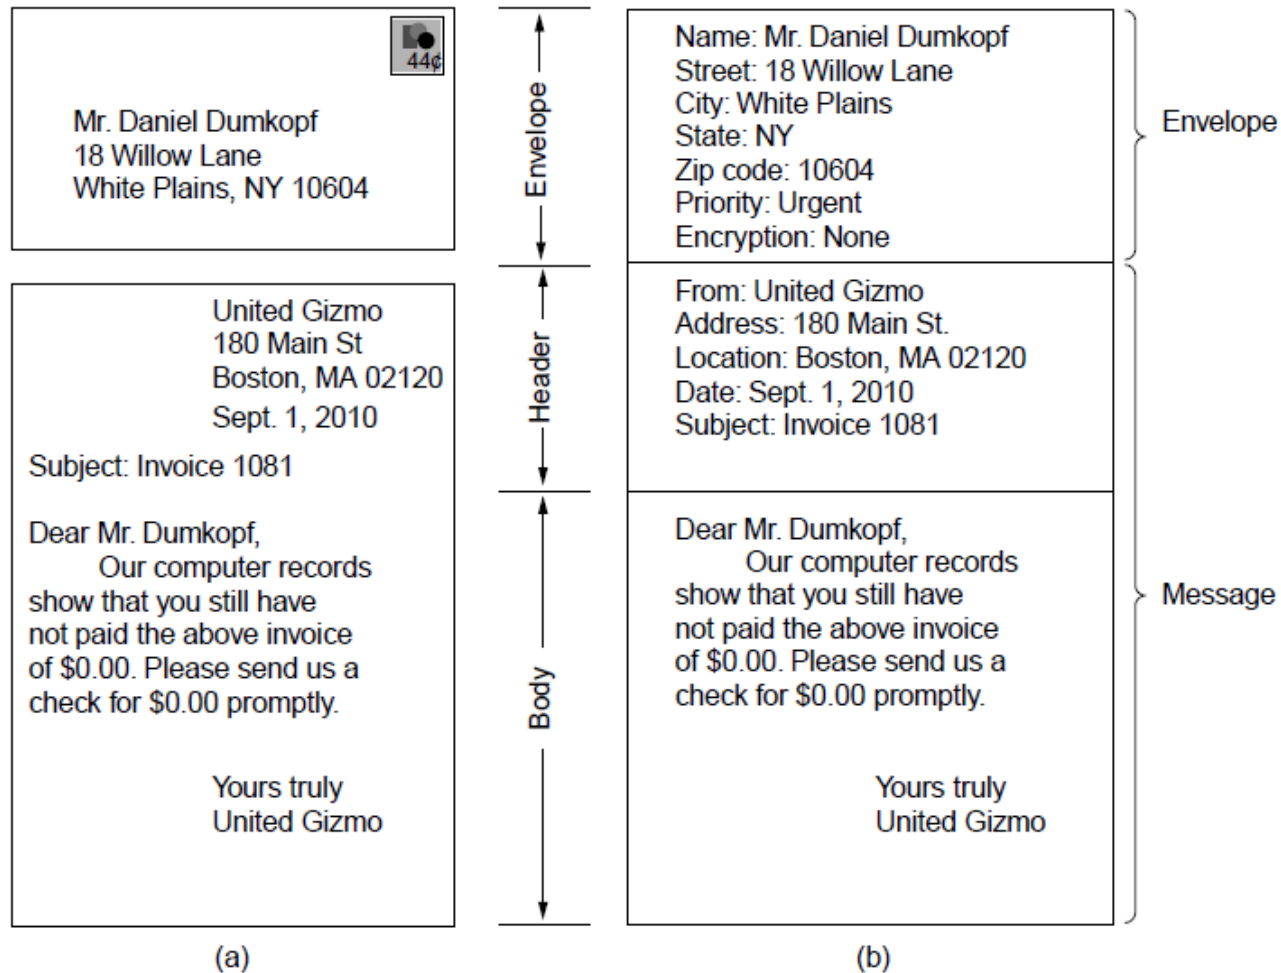 44¢
Mr. Daniel Dumkopf
18 Willow Lane
White Plains, NY 10604
United Gizmo
180 Main St
Boston, MA 02120
Sept. 1, 2010
Subject: Invoice 1081
Dear Mr. Dumkopf,
Our computer records
show that you still have
not paid the above invoice
of $0.00. Please send us a
check for $0.00 promptly.
Yours truly
United Gizmo
(a)
Envelope
Header
Body
Name: Mr. Daniel Dumkopf
Street: 18 Willow Lane
City: White Plains
State: NY
Zip code: 10604
Priority: Urgent
Encryption: None
From: United Gizmo
Address: 180 Main St.
Location: Boston, MA 02120
Date: Sept. 1, 2010
Subject: Invoice 1081
Dear Mr. Dumkopf,
Our computer records
show that you still have
not paid the above invoice
of $0.00. Please send us a
check for $0.00 promptly.
Yours truly
United Gizmo
(b)
Envelope
Message